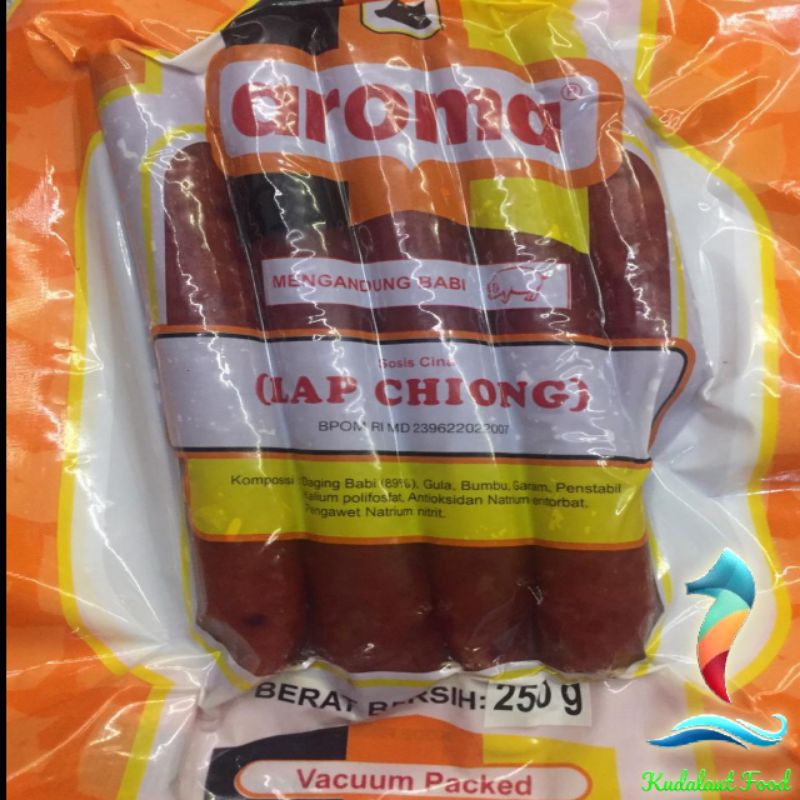 aroma®
MENGANDUNG BABI
Sosis Cina
(LAP CHIONG)
BPOM RI MD 239622022007
Komposisi : Daging Babi (89%), Gula, Bumbu, Garam, Penstabil
Kalium polifosfat, Antioksidan Natrium eritorbat,
Pengawet Natrium nitrit.
BERAT BERSIH: 250 g
Vacuum Packed
Kudalaut Food